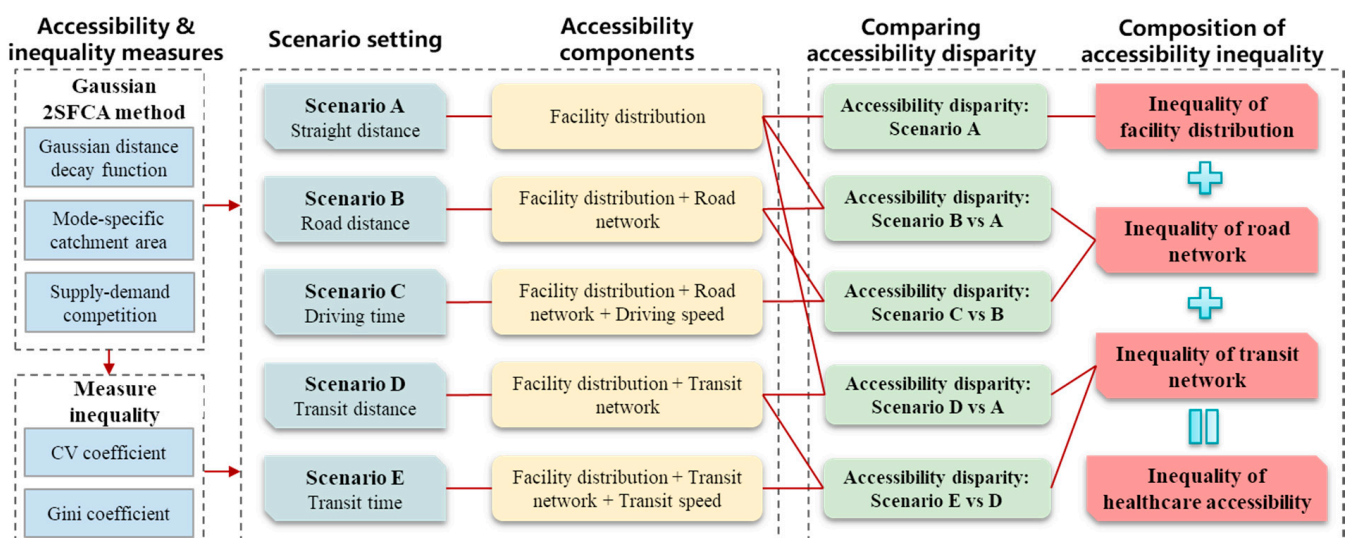 Accessibility &
inequality measures
Gaussian
2SFCA method
Gaussian distance
decay function
Mode-specific
catchment area
Supply-demand
competition
Measure
inequality
CV coefficient
Gini coefficient
Scenario setting
Scenario A
Straight distance
Scenario B
Road distance
Scenario C
Driving time
Scenario D
Transit distance
Scenario E
Transit time
Accessibility
components
Facility distribution
Facility distribution + Road
network
Facility distribution + Road
network + Driving speed
Facility distribution + Transit
network
Facility distribution + Transit
network + Transit speed
Comparing
accessibility disparity
Accessibility disparity:
Scenario A
Accessibility disparity:
Scenario B vs A
Accessibility disparity:
Scenario C vs B
Accessibility disparity:
Scenario D vs A
Accessibility disparity:
Scenario E vs D
Composition of
accessibility inequality
Inequality of
facility distribution
Inequality of road
network
Inequality of transit
network
Inequality of
healthcare accessibility